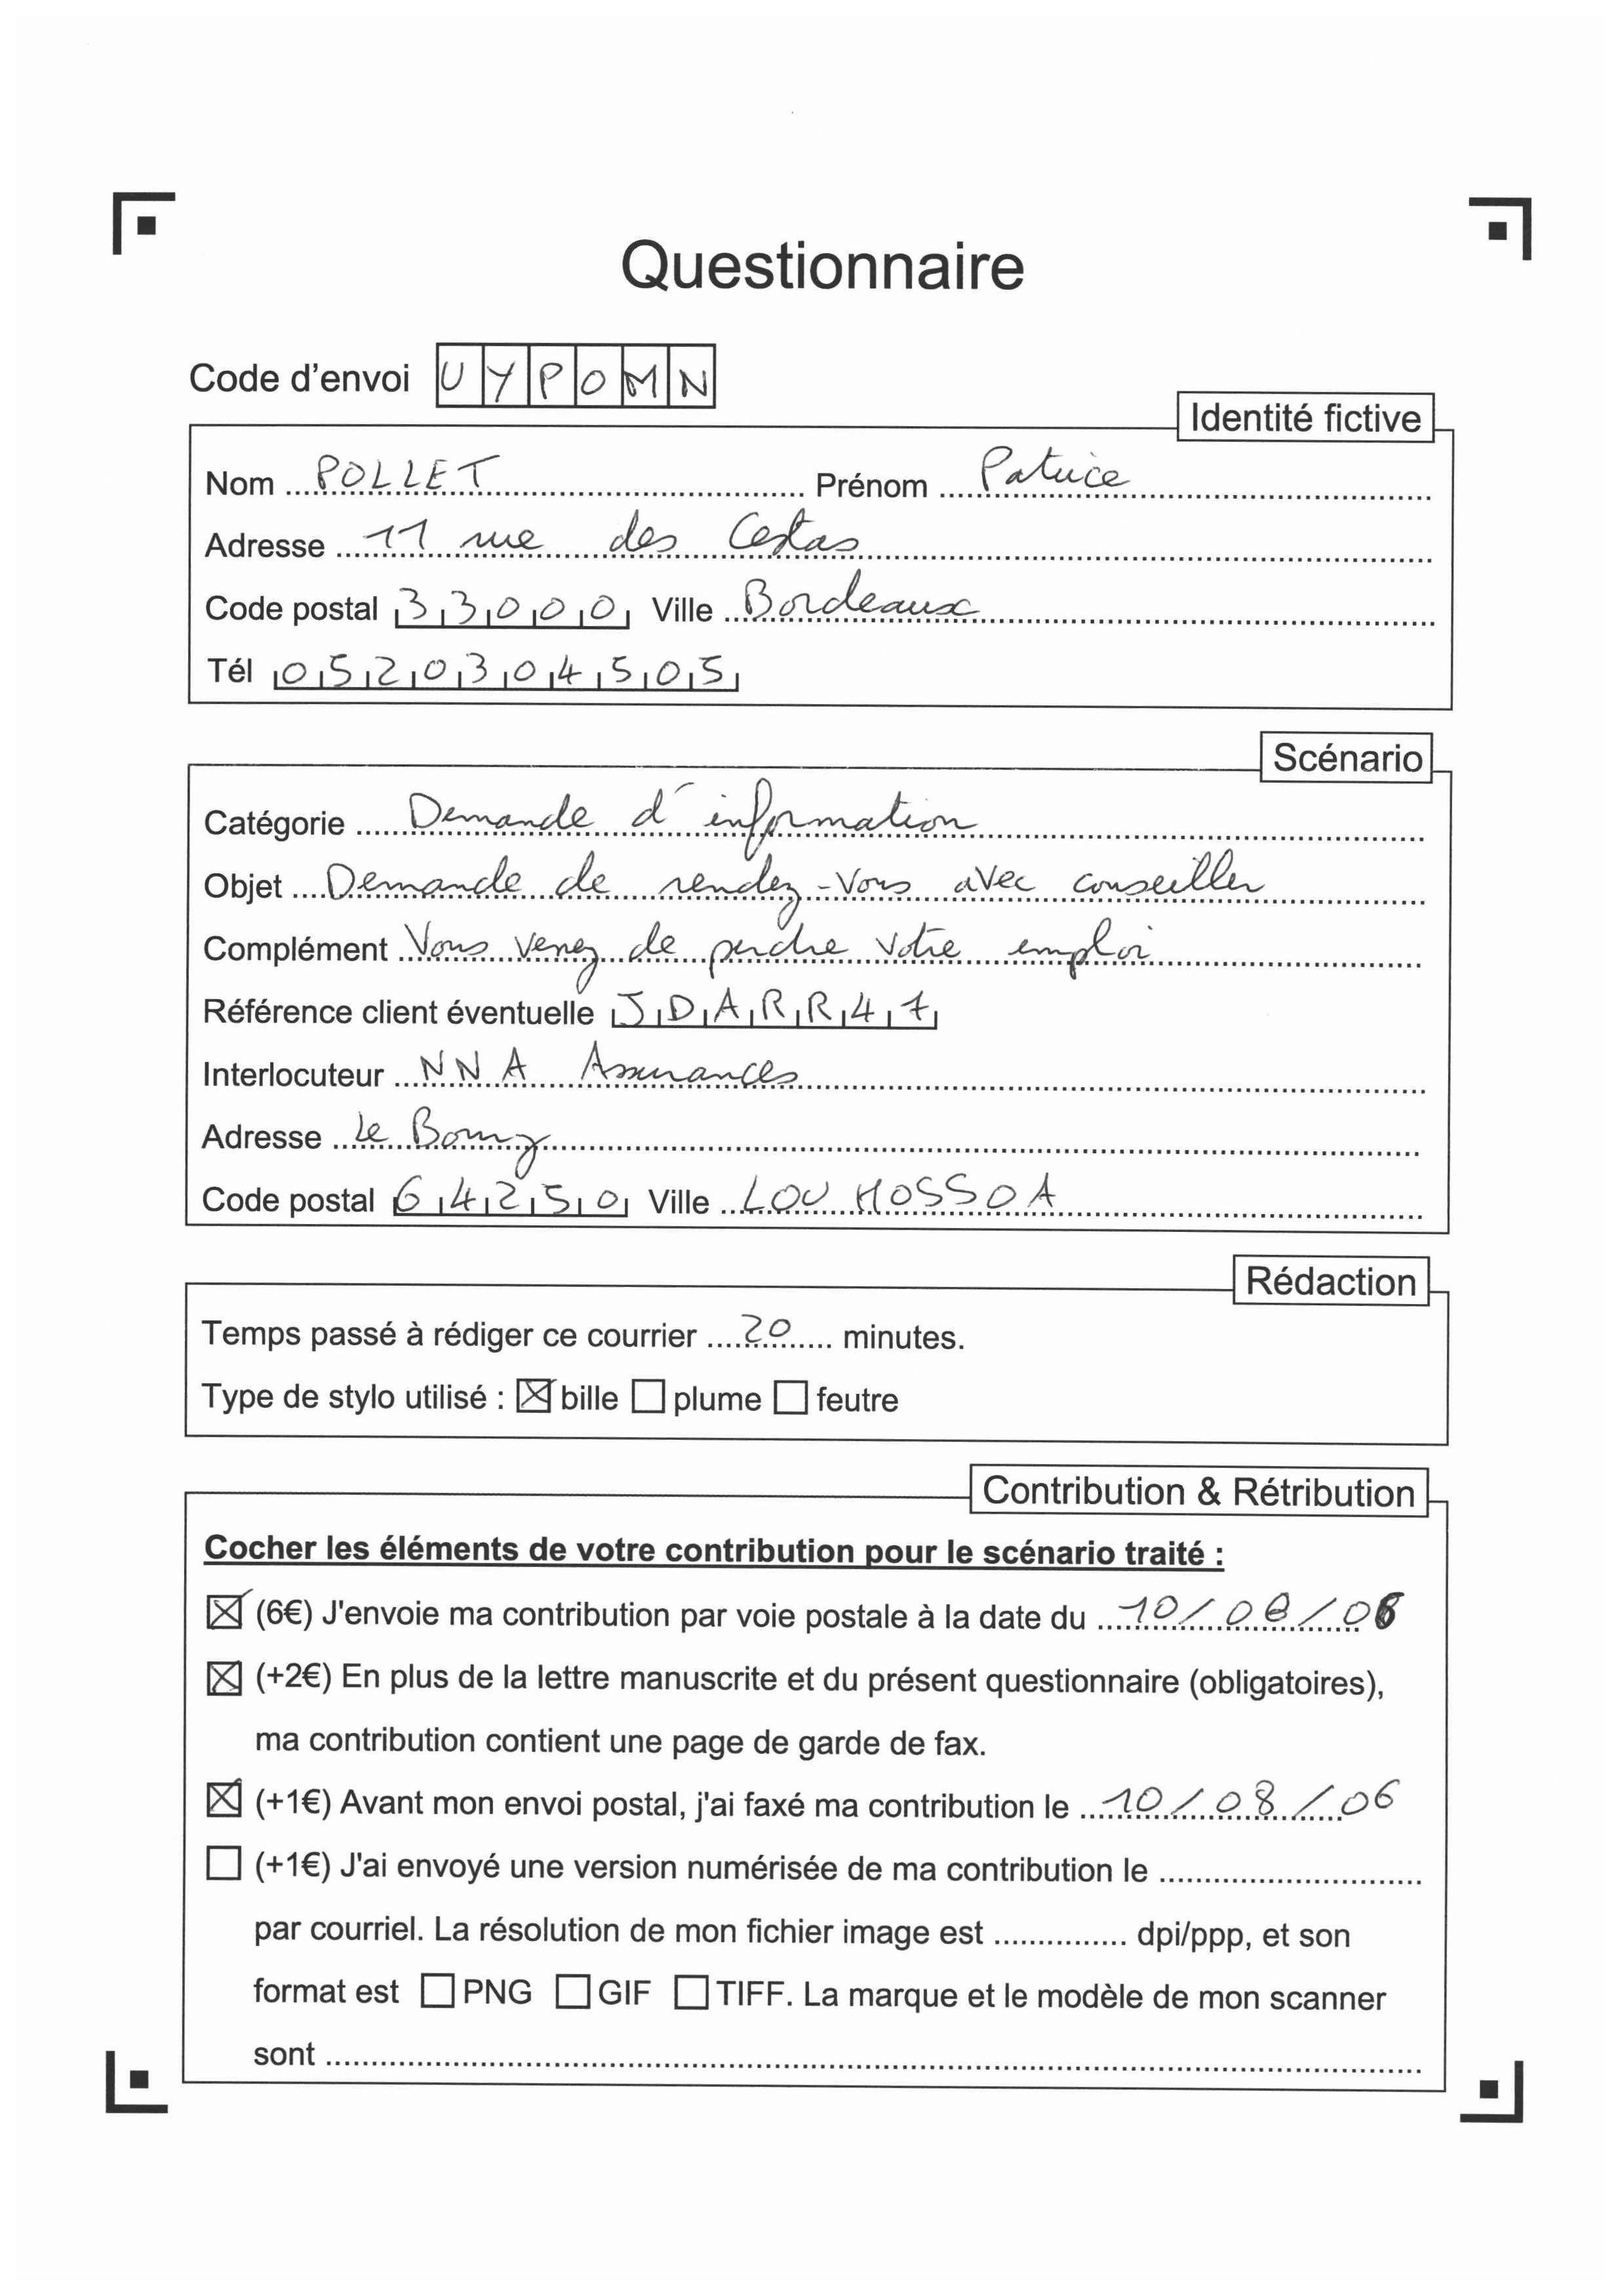 Questionnaire
Code d'envoi UYPOMN
Identité fictive
Nom POLLET Prénom Patrice
Adresse 11 rue des Cestas
Code postal 33000 Ville Bordeaux
Tél 0520304505
Scénario
Catégorie Demande d'information
Objet Demande de rendez-vous avec conseiller
Complément Vous venez de perdre votre emploi
Référence client éventuelle JDARR47
Interlocuteur NNA Assurances
Adresse Le Bourg
Code postal 64250 Ville LOUHOSSOA
Rédaction
Temps passé à rédiger ce courrier 20 minutes.
Type de stylo utilisé : ☒ bille ☐ plume ☐ feutre
Contribution & Rétribution
Cocher les éléments de votre contribution pour le scénario traité :
☒ (6€) J'envoie ma contribution par voie postale à la date du 10/08/06
☒ (+2€) En plus de la lettre manuscrite et du présent questionnaire (obligatoires),
ma contribution contient une page de garde de fax.
☒ (+1€) Avant mon envoi postal, j'ai faxé ma contribution le 10/08/06
☐ (+1€) J'ai envoyé une version numérisée de ma contribution le
par courriel. La résolution de mon fichier image est .............. dpi/ppp, et son
format est ☐ PNG ☐ GIF ☐ TIFF. La marque et le modèle de mon scanner
sont